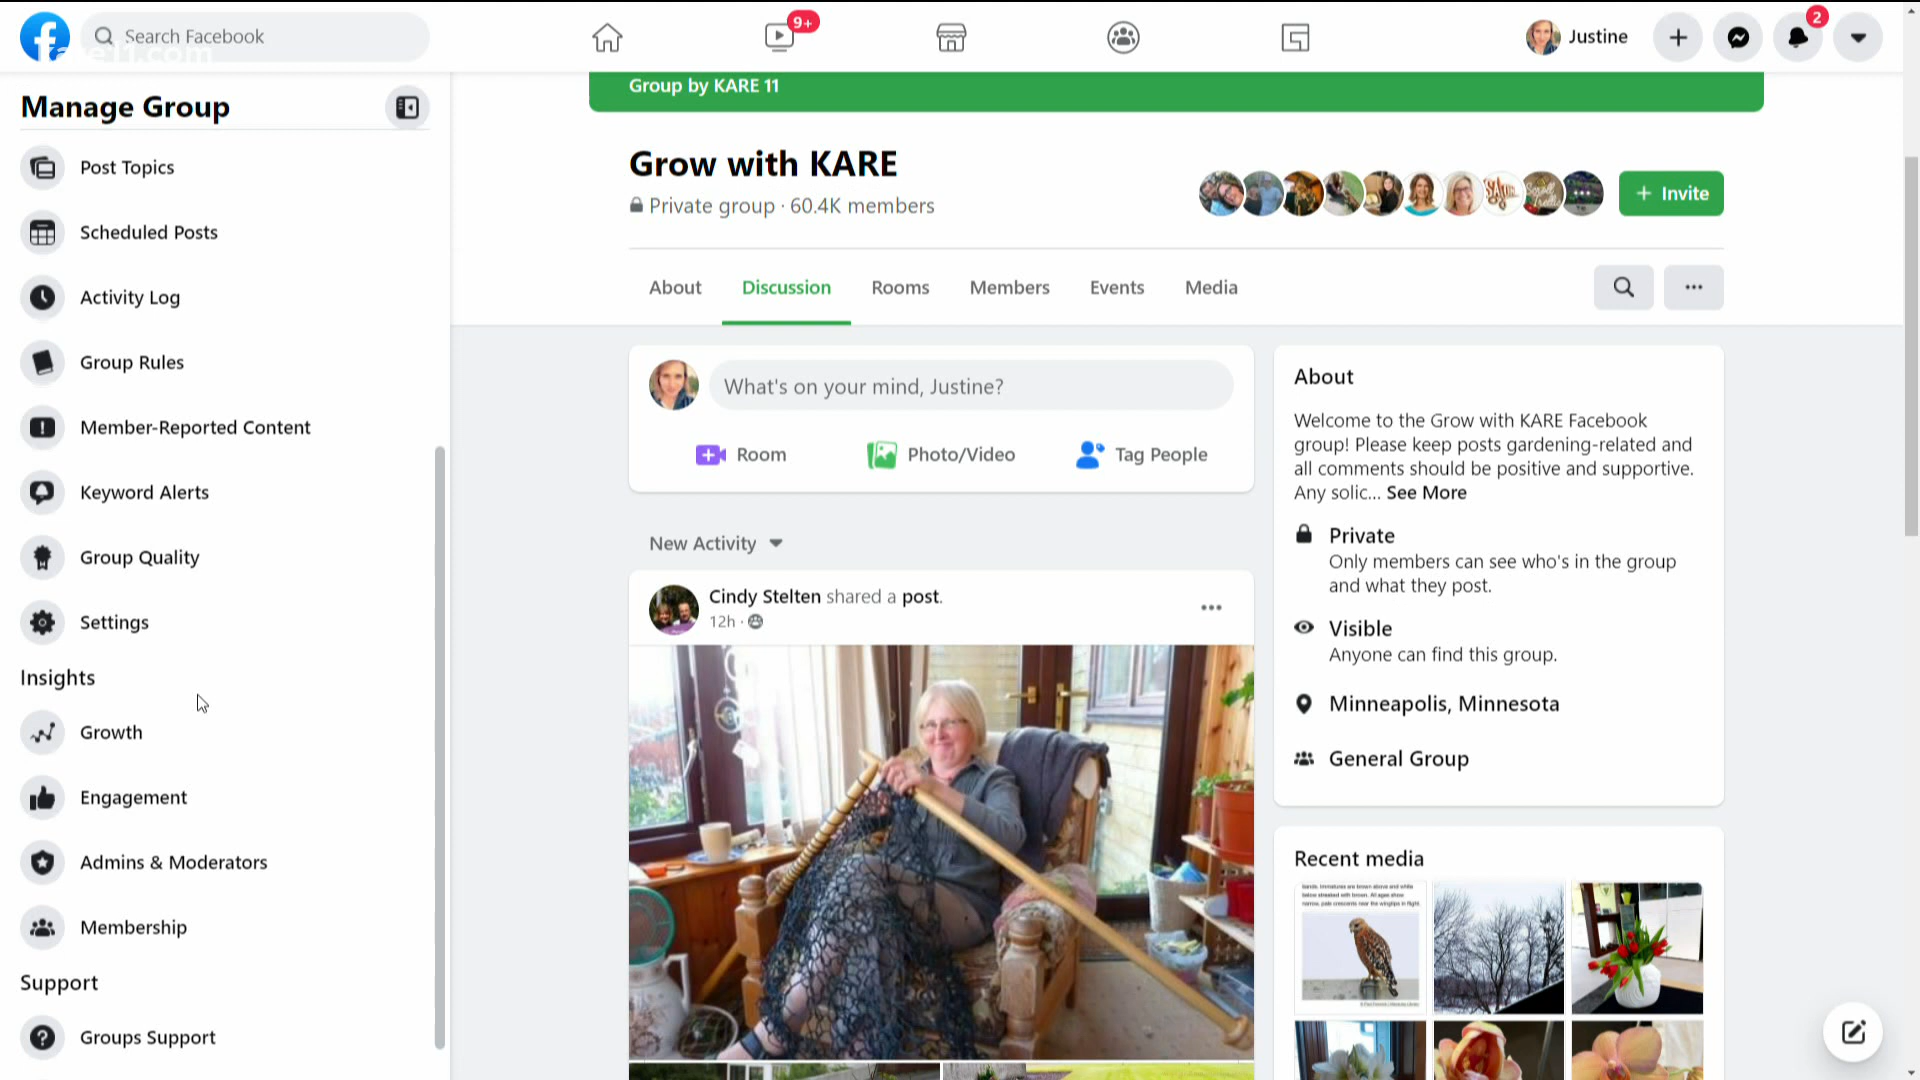 Search Facebook
kare11.com
9+
Justine
2
Manage Group
Post Topics
Scheduled Posts
Activity Log
Group Rules
Member-Reported Content
Keyword Alerts
Group Quality
Settings
Insights
Growth
Engagement
Admins & Moderators
Membership
Support
Groups Support
Group by KARE 11
Grow with KARE
Private group · 60.4K members
+ Invite
About
Discussion
Rooms
Members
Events
Media
What's on your mind, Justine?
Room
Photo/Video
Tag People
New Activity
Cindy Stelten shared a post.
12h ·
About
Welcome to the Grow with KARE Facebook
group! Please keep posts gardening-related and
all comments should be positive and supportive.
Any solic... See More
Private
Only members can see who's in the group
and what they post.
Visible
Anyone can find this group.
Minneapolis, Minnesota
General Group
Recent media